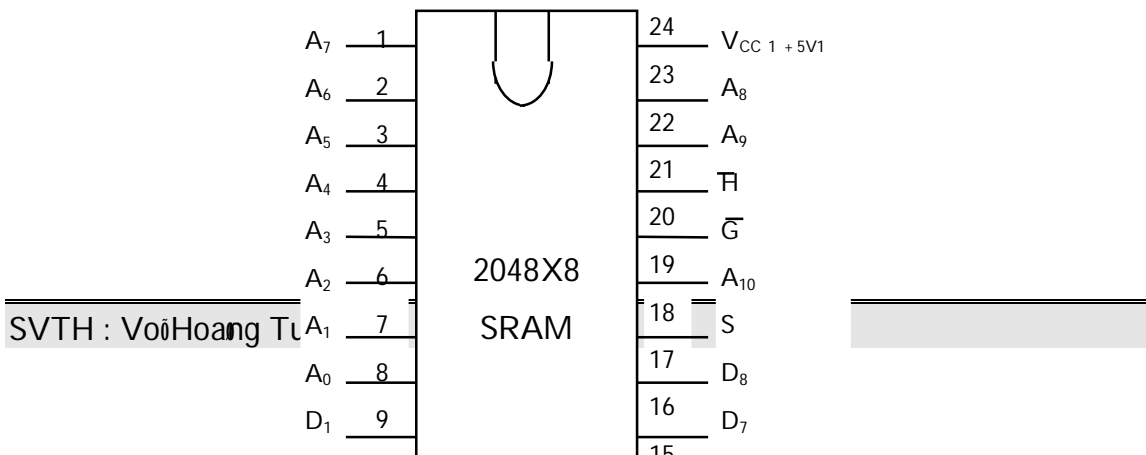 A7 1 24 VCC 1 +5V1
A6 2 23 A8
A5 3 22 A9
A4 4 21 H̅
A3 5 20 G̅
A2 6 2048X8 19 A10
SVTH : Hoaøng A1 7 SRAM 18 S
A0 8 17 D8
D1 9 16 D7
15